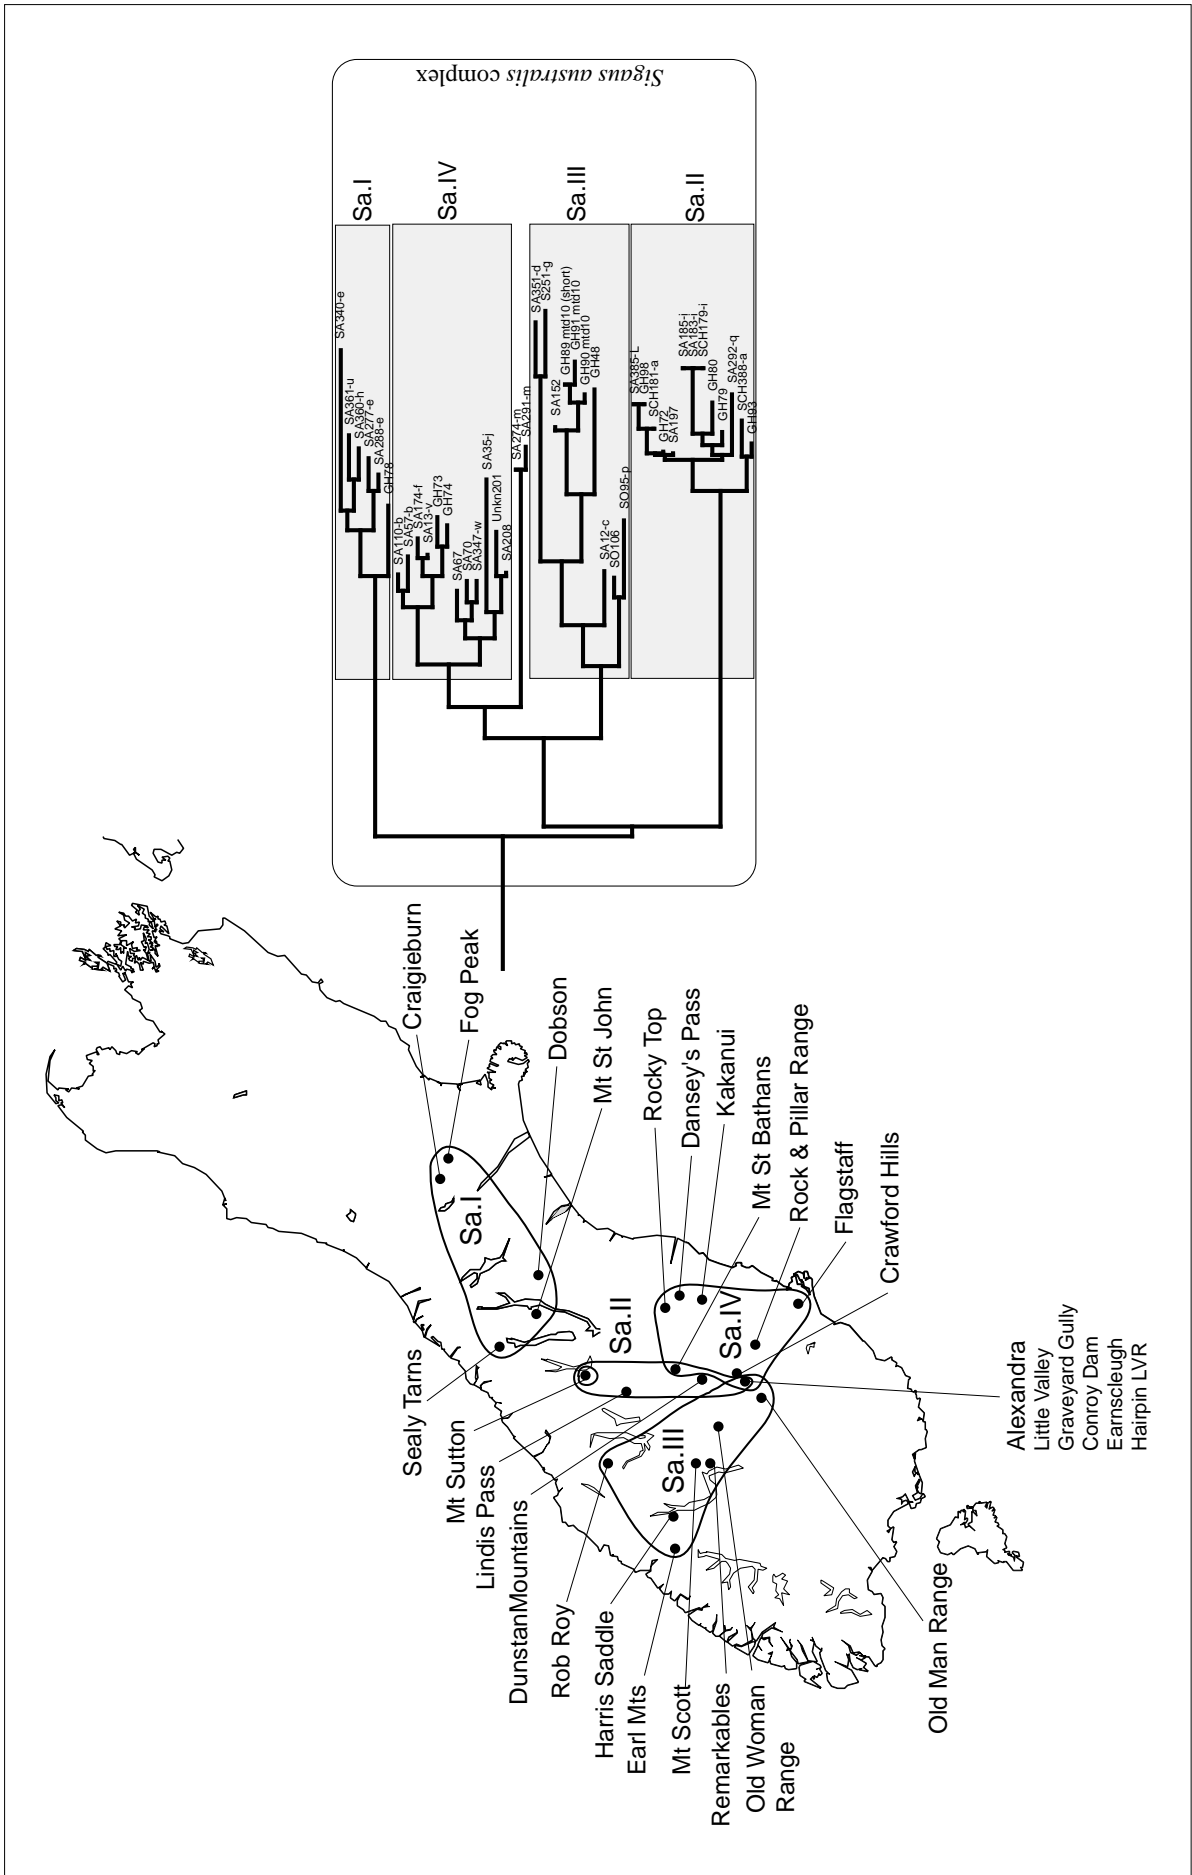 Sigaus australis complex
Sa.I
Sa.IV
Sa.III
Sa.II
SA340-e
SA361-u
SA360-h
SA277-e
SA288-e
GH78
SA110-b
SA57-b
SA174-f
SA13-v
GH73
GH74
SA67
SA70
SA347-w
SA35-j
Unkn201
SA208
SA274-m
SA291-m
SA351-d
S251-g
SA152
GH89 mtd10 (short)
GH91 mtd10
GH90 mtd10
GH48
SA12-c
SO106
SO95-p
SA385-L
GH98
SCH181-a
GH72
SA197
SA185-i
SA183-i
SCH179-i
GH80
GH79
SA292-q
SCH388-a
GH93
Craigieburn
Fog Peak
Dobson
Mt St John
Rocky Top
Dansey's Pass
Kakanui
Mt St Bathans
Rock & Pillar Range
Flagstaff
Crawford Hills
Sa.I
Sa.II
Sa.IV
Sa.III
Sealy Tarns
Mt Sutton
Lindis Pass
DunstanMountains
Rob Roy
Harris Saddle
Earl Mts
Mt Scott
Remarkables
Old Woman
Range
Old Man Range
Alexandra
Little Valley
Graveyard Gully
Conroy Dam
Earnscleugh
Hairpin LVR